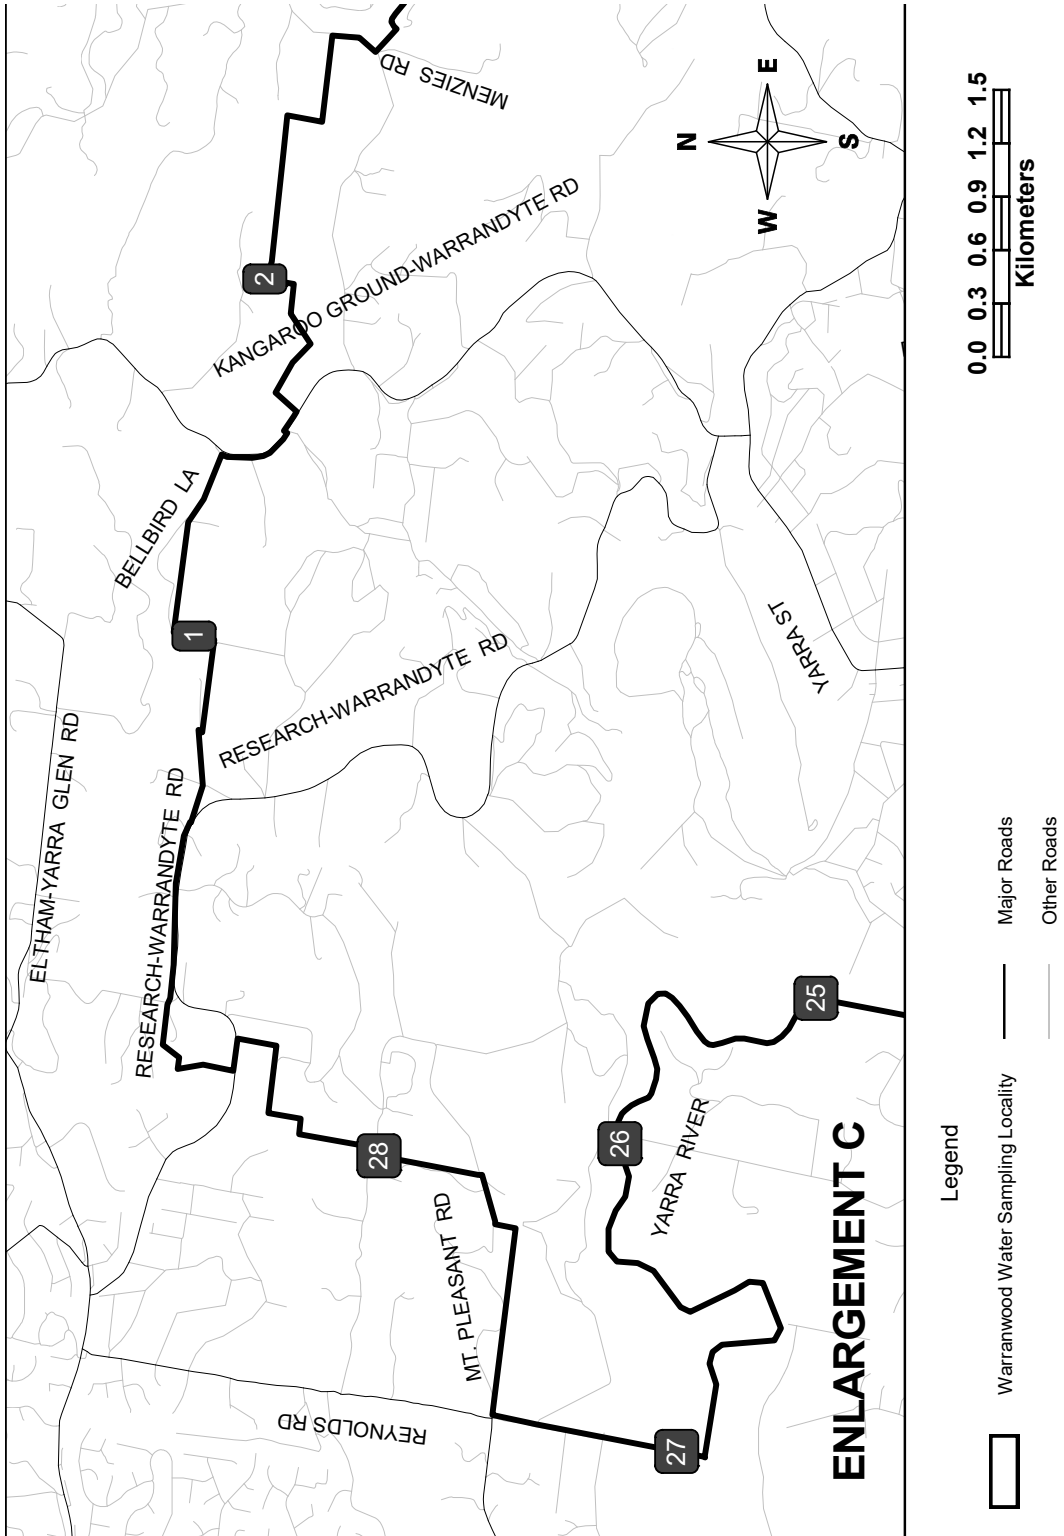 ELTHAM-YARRA GLEN RD
RESEARCH-WARRANDYTE RD
BELLBIRD LA
1
2
KANGAROO GROUND-WARRANDYTE RD
MENZIES RD
RESEARCH-WARRANDYTE RD
28
MT. PLEASANT RD
REYNOLDS RD
26
YARRA RIVER
27
25
YARRA ST
N
W
E
S
ENLARGEMENT C
0.0 0.3 0.6 0.9 1.2 1.5
Kilometers
Legend
Warranwood Water Sampling Locality
Major Roads
Other Roads